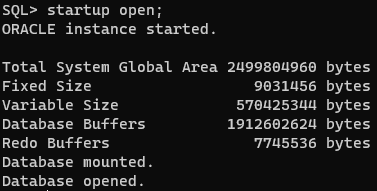 SQL> startup open;
ORACLE instance started.

Total System Global Area 2499804960 bytes
Fixed Size                  9031456 bytes
Variable Size             570425344 bytes
Database Buffers         1912602624 bytes
Redo Buffers                7745536 bytes
Database mounted.
Database opened.